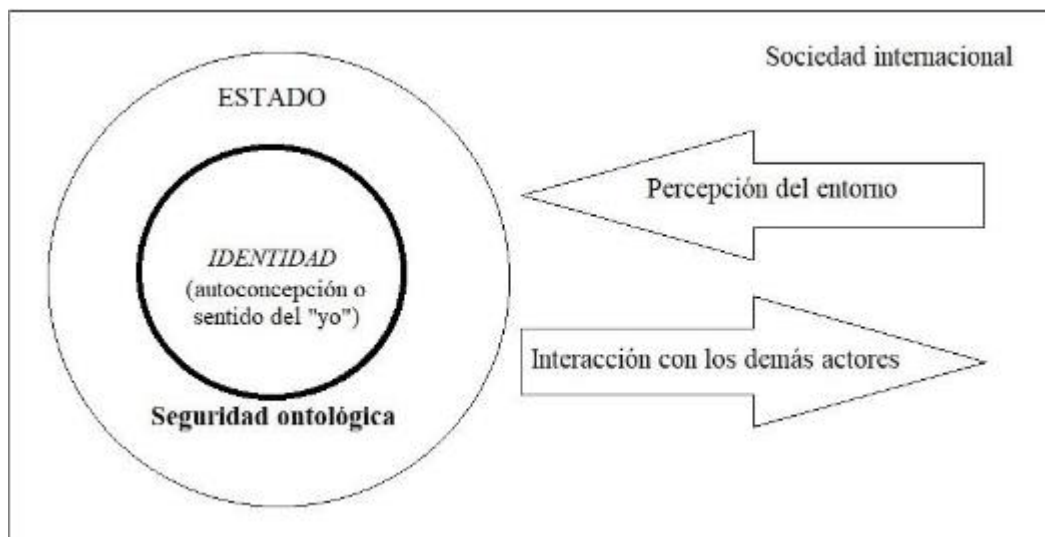 Sociedad internacional
ESTADO
Percepción del entorno
IDENTIDAD
(autoconcepción o
sentido del "yo")
Interacción con los demás actores
Seguridad ontológica